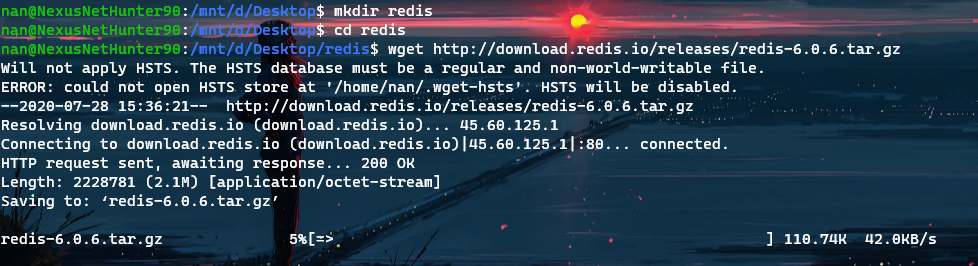 nan@NexusNetHunter90:/mnt/d/Desktop$ mkdir redis
nan@NexusNetHunter90:/mnt/d/Desktop$ cd redis
nan@NexusNetHunter90:/mnt/d/Desktop/redis$ wget http://download.redis.io/releases/redis-6.0.6.tar.gz
Will not apply HSTS. The HSTS database must be a regular and non-world-writable file.
ERROR: could not open HSTS store at '/home/nan/.wget-hsts'. HSTS will be disabled.
--2020-07-28 15:36:21--  http://download.redis.io/releases/redis-6.0.6.tar.gz
Resolving download.redis.io (download.redis.io)... 45.60.125.1
Connecting to download.redis.io (download.redis.io)|45.60.125.1|:80... connected.
HTTP request sent, awaiting response... 200 OK
Length: 2228781 (2.1M) [application/octet-stream]
Saving to: ‘redis-6.0.6.tar.gz’
redis-6.0.6.tar.gz 5%[=> ] 110.74K 42.0KB/s